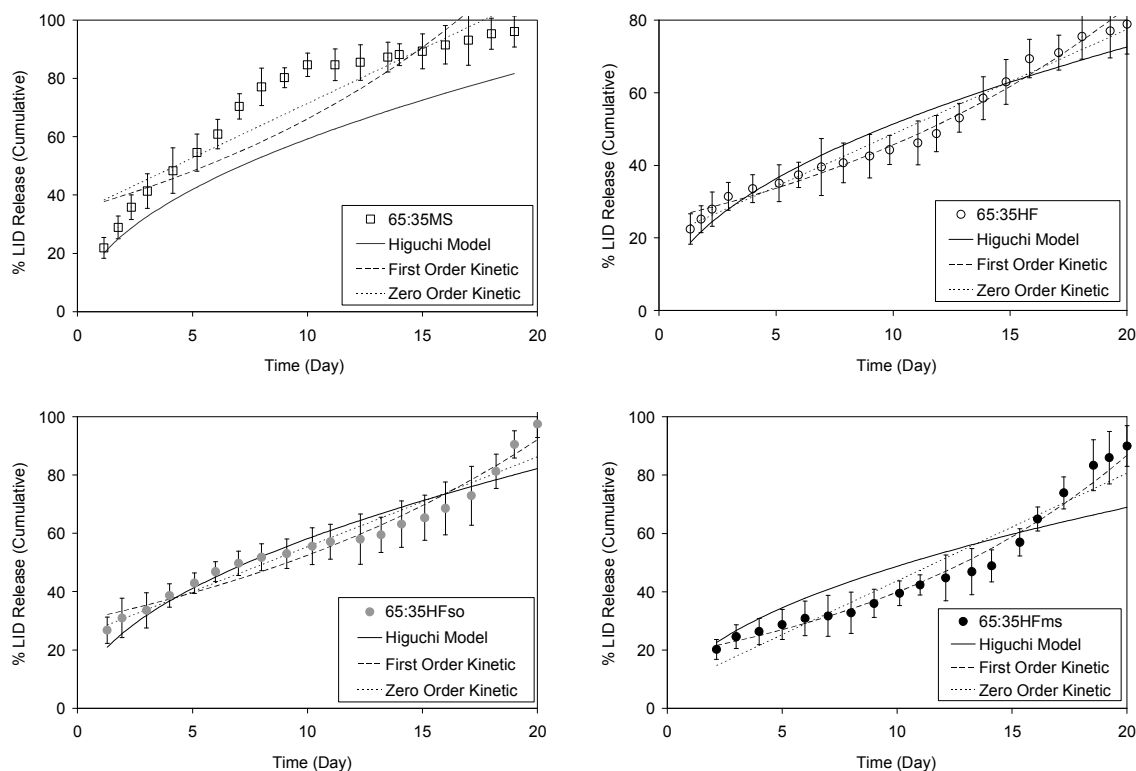 100
80
60
40
20
0
% LID Release (Cumulative)
65:35MS
Higuchi Model
First Order Kinetic
Zero Order Kinetic
0 5 10 15 20
Time (Day)
80
60
40
20
0
% LID Release (Cumulative)
65:35HF
Higuchi Model
First Order Kinetic
Zero Order Kinetic
0 5 10 15 20
Time (Day)
100
80
60
40
20
0
% LID Release (Cumulative)
65:35HFso
Higuchi Model
First Order Kinetic
Zero Order Kinetic
0 5 10 15 20
Time (Day)
100
80
60
40
20
0
% LID Release (Cumulative)
65:35HFms
Higuchi Model
First Order Kinetic
Zero Order Kinetic
0 5 10 15 20
Time (Day)